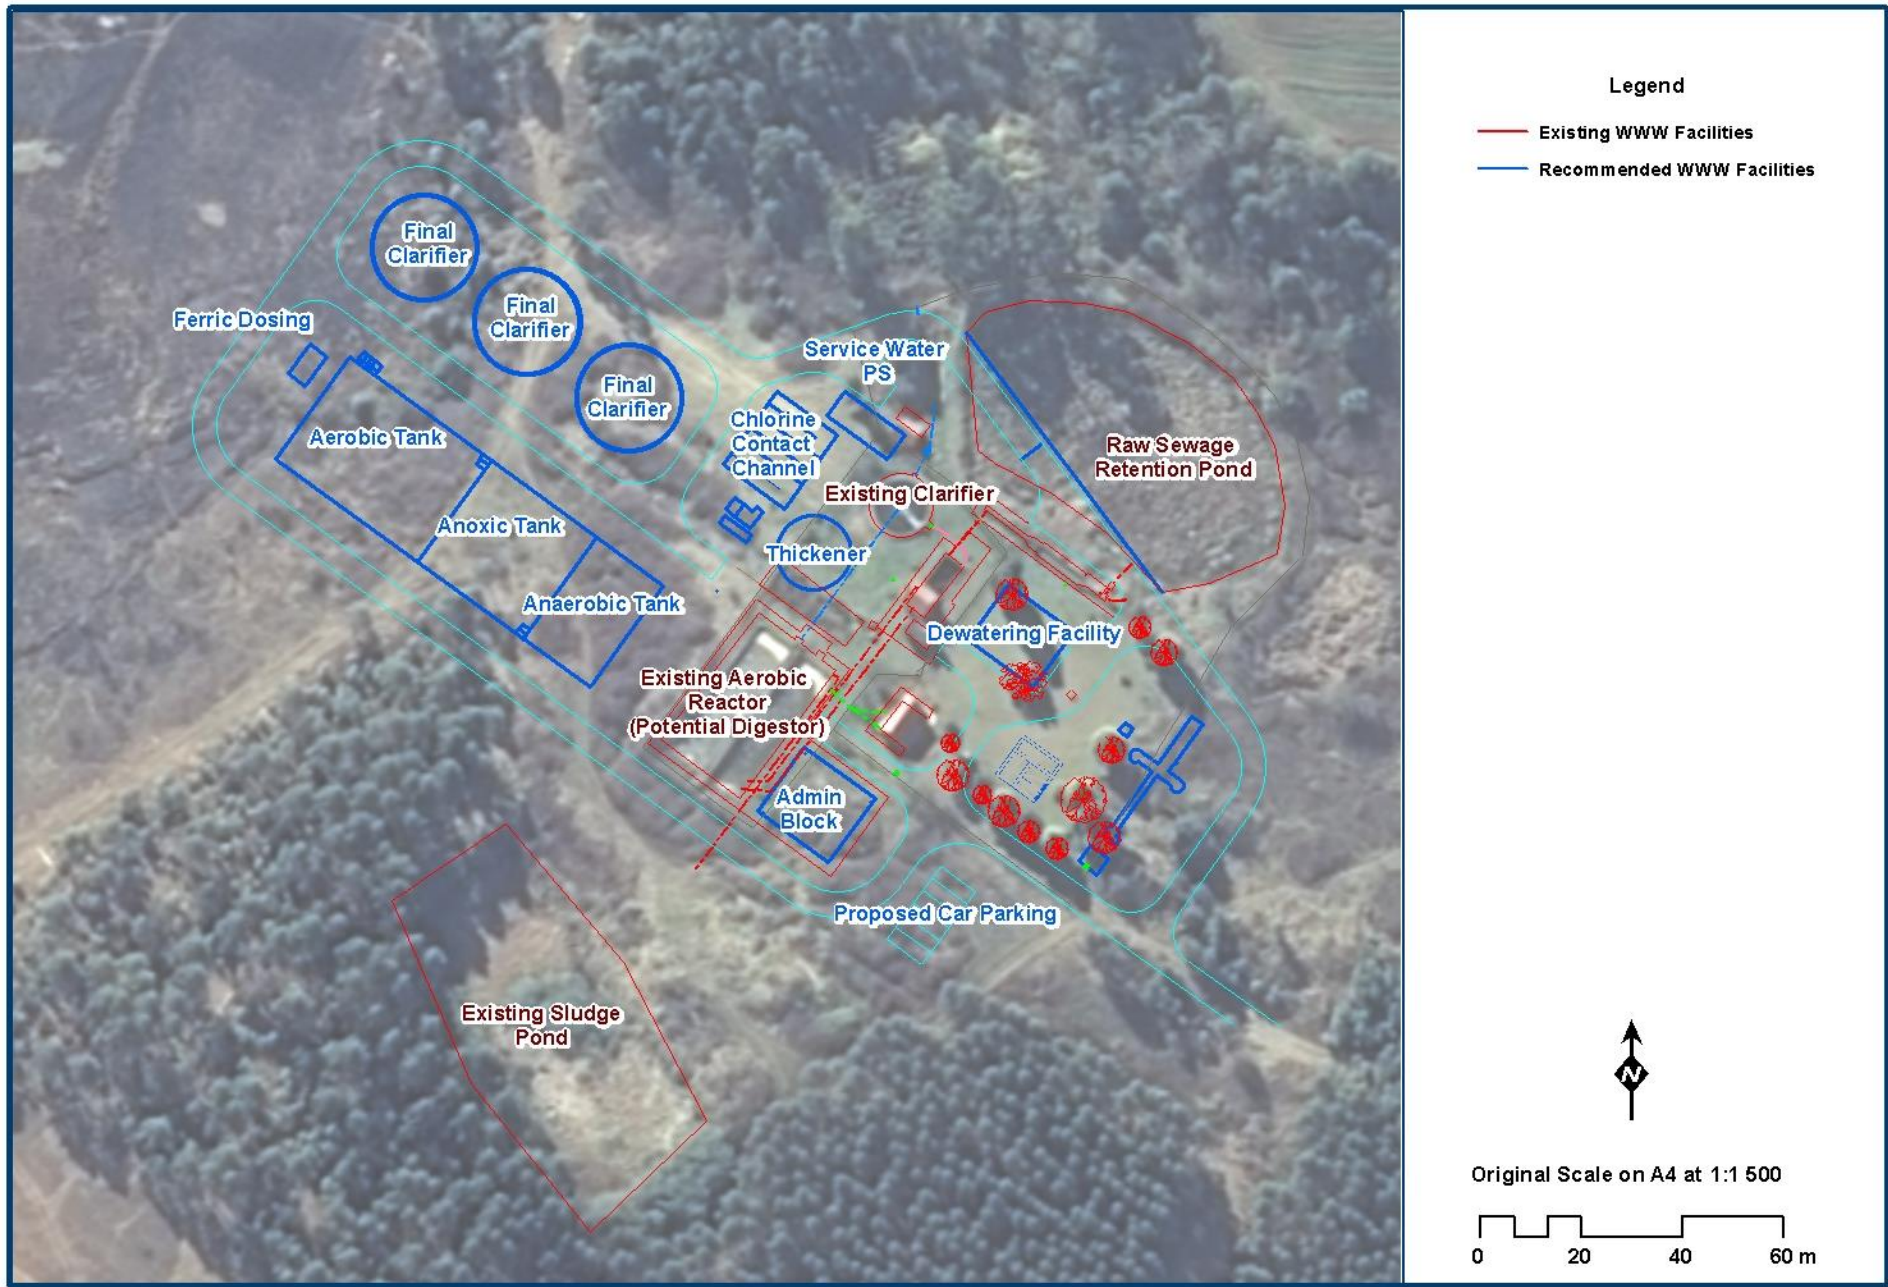 Legend
Existing WWW Facilities
Recommended WWW Facilities
Final
Clarifier
Final
Clarifier
Final
Clarifier
Ferric Dosing
Service Water
PS
Aerobic Tank
Chlorine
Contact
Channel
Raw Sewage
Retention Pond
Existing Clarifier
Anoxic Tank
Thickener
Anaerobic Tank
Dewatering Facility
Existing Aerobic
Reactor
(Potential Digestor)
Admin
Block
Proposed Car Parking
Existing Sludge
Pond
N
Original Scale on A4 at 1:1 500
0 20 40 60 m